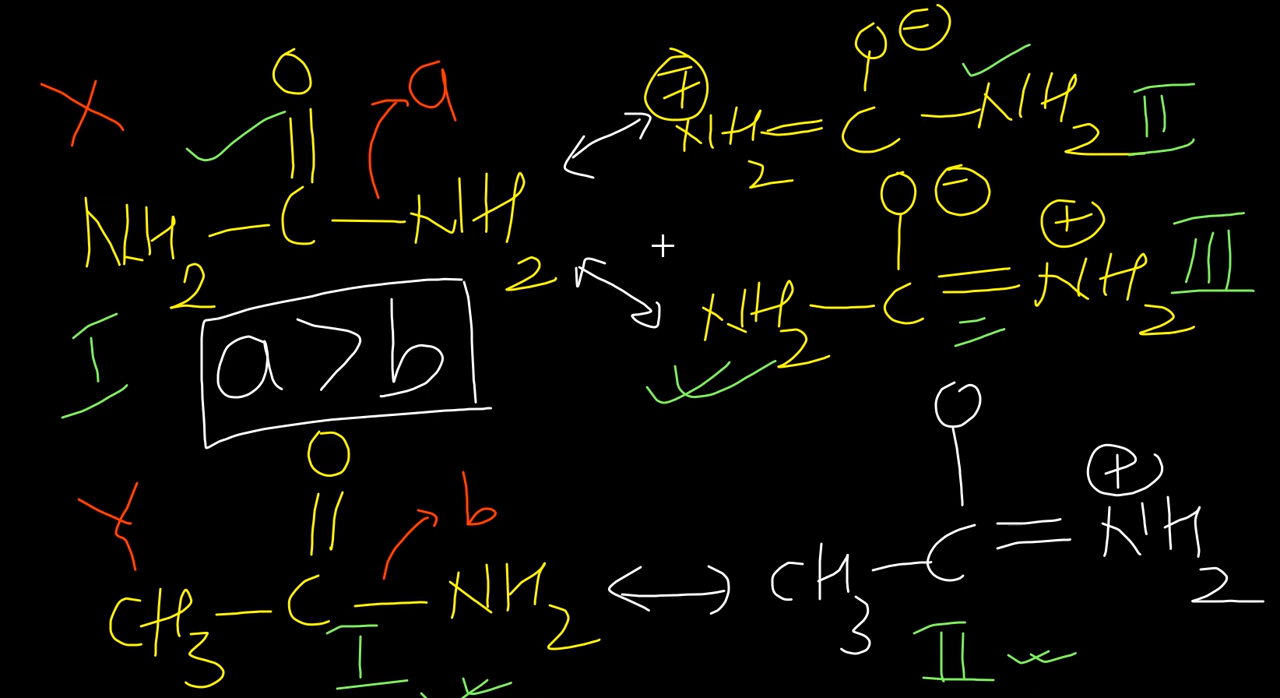 X
O
a
NH2 - C - NH2
I
+ O ⊖
NH2 = C - NH2 II
O ⊖ +
NH2 - C = NH2 III
a > b
Y
O
b
CH3 - C - NH2 ↔
I
O
+
CH3 - C = NH2
II